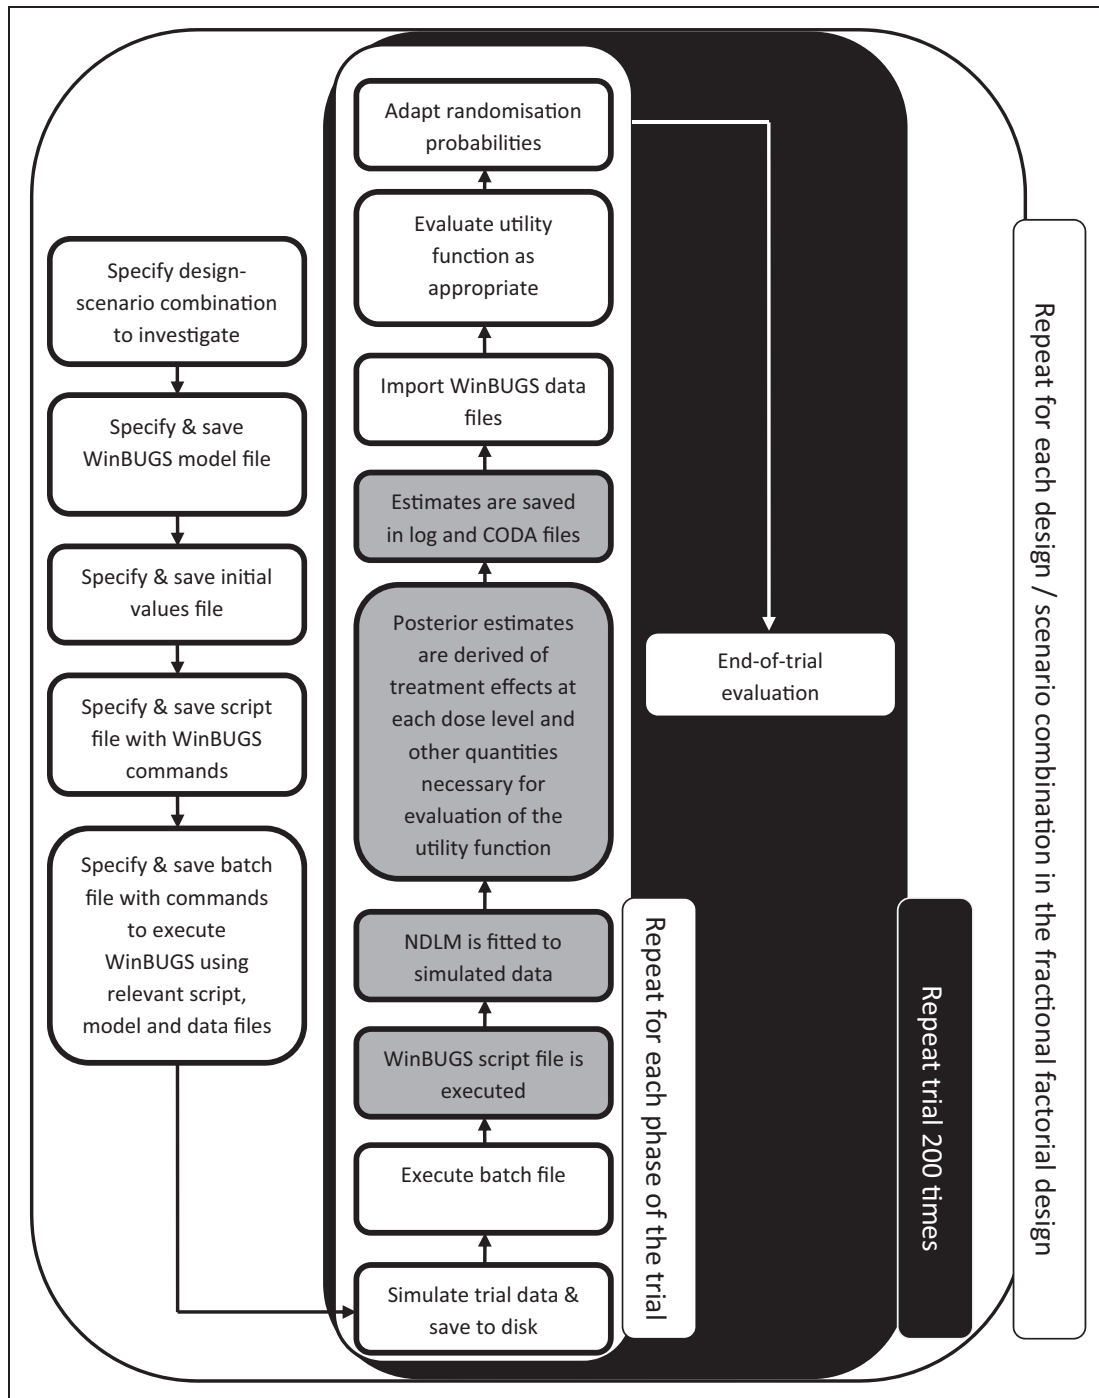 Specify design-
scenario combination
to investigate
Specify & save
WinBUGS model file
Specify & save initial
values file
Specify & save script
file with WinBUGS
commands
Specify & save batch
file with commands
to execute
WinBUGS using
relevant script,
model and data files
Adapt randomisation
probabilities
Evaluate utility
function as
appropriate
Import WinBUGS data
files
Estimates are saved
in log and CODA files
Posterior estimates
are derived of
treatment effects at
each dose level and
other quantities
necessary for
evaluation of the
utility function
NDLM is fitted to
simulated data
WinBUGS script file is
executed
Execute batch file
Simulate trial data &
save to disk
End-of-trial
evaluation
Repeat for each phase of the trial
Repeat trial 200 times
Repeat for each design / scenario combination in the fractional factorial design